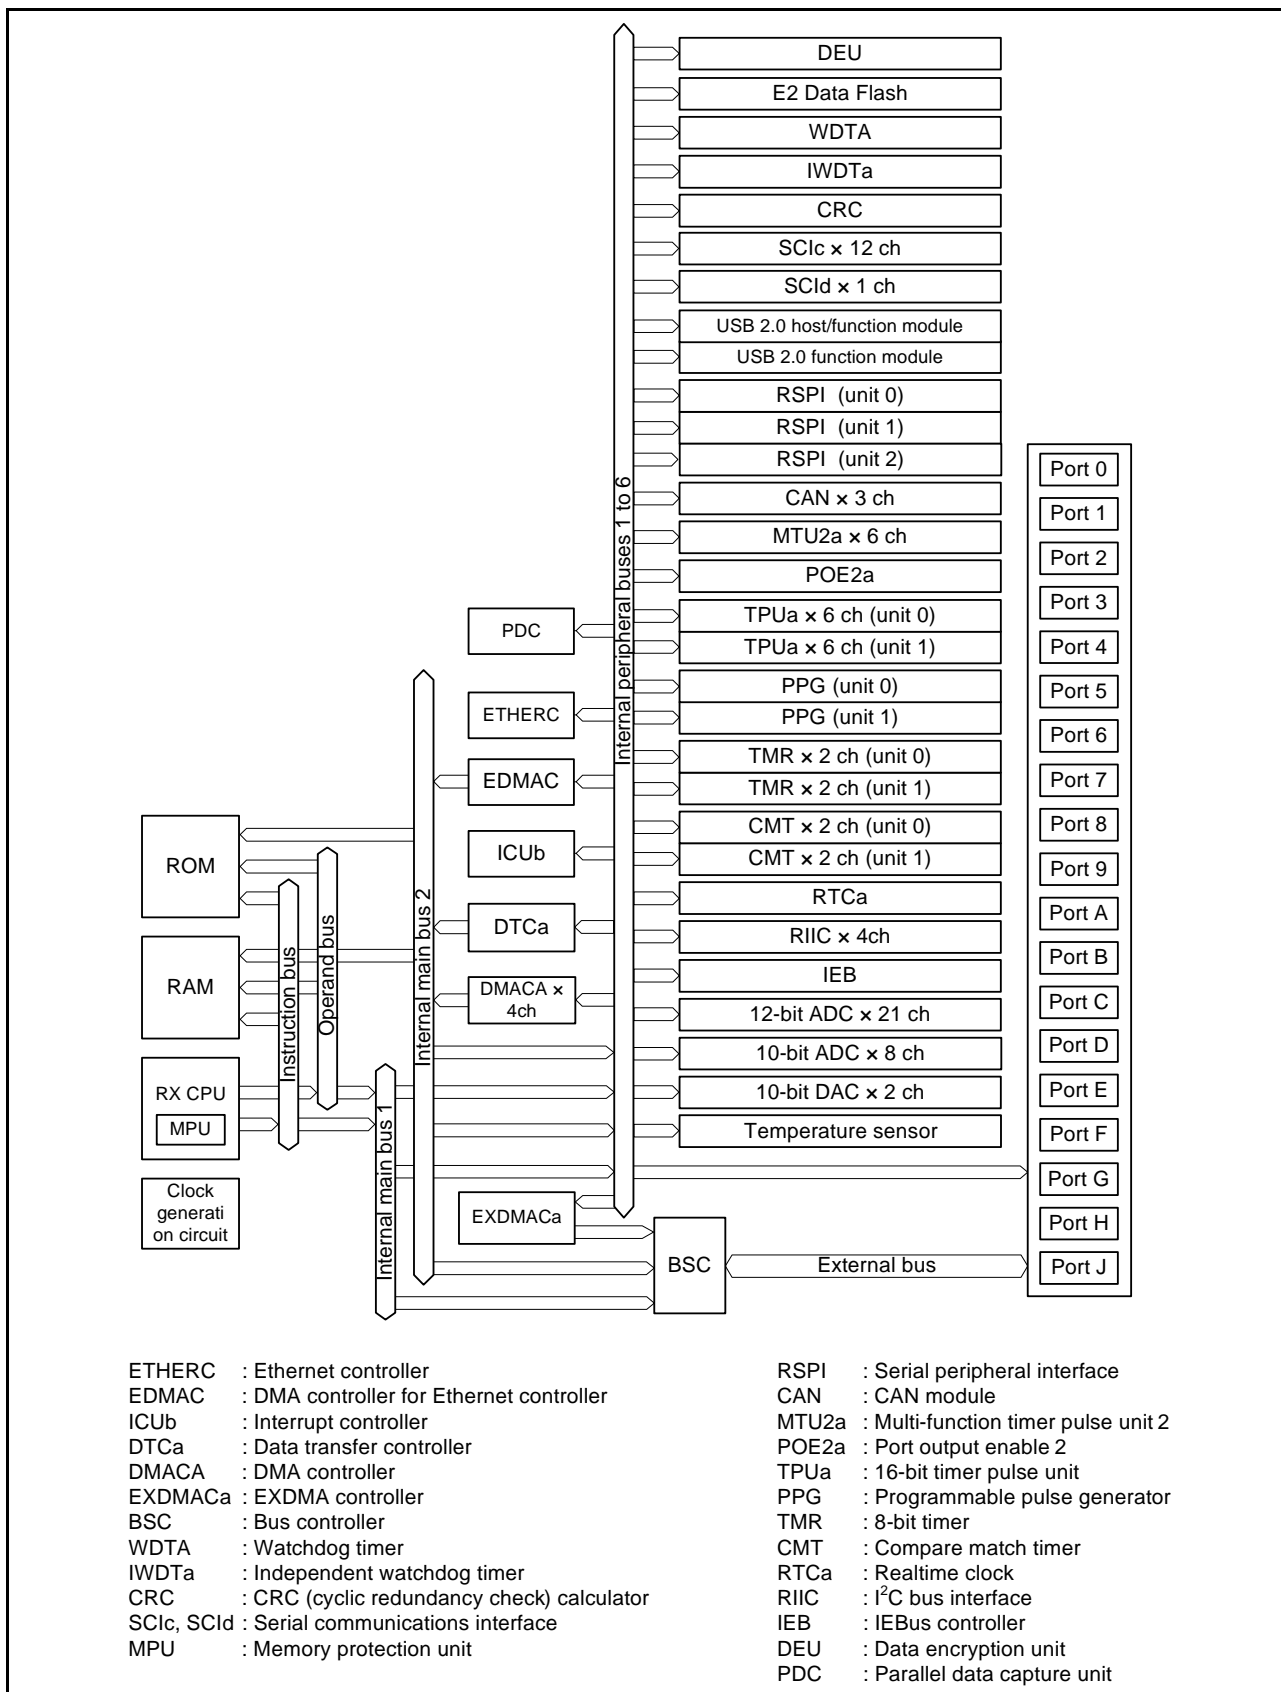 DEU
E2 Data Flash
WDTA
IWDTa
CRC
SCIc × 12 ch
SCId × 1 ch
USB 2.0 host/function module
USB 2.0 function module
RSPI (unit 0)
RSPI (unit 1)
RSPI (unit 2)
CAN × 3 ch
MTU2a × 6 ch
POE2a
TPUa × 6 ch (unit 0)
TPUa × 6 ch (unit 1)
PPG (unit 0)
PPG (unit 1)
TMR × 2 ch (unit 0)
TMR × 2 ch (unit 1)
CMT × 2 ch (unit 0)
CMT × 2 ch (unit 1)
RTCa
RIIC × 4ch
IEB
12-bit ADC × 21 ch
10-bit ADC × 8 ch
10-bit DAC × 2 ch
Temperature sensor
Port 0
Port 1
Port 2
Port 3
Port 4
Port 5
Port 6
Port 7
Port 8
Port 9
Port A
Port B
Port C
Port D
Port E
Port F
Port G
Port H
Port J
Internal peripheral buses 1 to 6
PDC
ETHERC
EDMAC
ICUb
DTCa
DMACA ×
4ch
EXDMACa
BSC
External bus
Internal main bus 2
Internal main bus 1
Operand bus
Instruction bus
ROM
RAM
RX CPU
MPU
Clock
generati
on circuit
ETHERC : Ethernet controller
EDMAC : DMA controller for Ethernet controller
ICUb : Interrupt controller
DTCa : Data transfer controller
DMACA : DMA controller
EXDMACa : EXDMA controller
BSC : Bus controller
WDTA : Watchdog timer
IWDTa : Independent watchdog timer
CRC : CRC (cyclic redundancy check) calculator
SCIc, SCId : Serial communications interface
MPU : Memory protection unit
RSPI : Serial peripheral interface
CAN : CAN module
MTU2a : Multi-function timer pulse unit 2
POE2a : Port output enable 2
TPUa : 16-bit timer pulse unit
PPG : Programmable pulse generator
TMR : 8-bit timer
CMT : Compare match timer
RTCa : Realtime clock
RIIC : I²C bus interface
IEB : IEBus controller
DEU : Data encryption unit
PDC : Parallel data capture unit